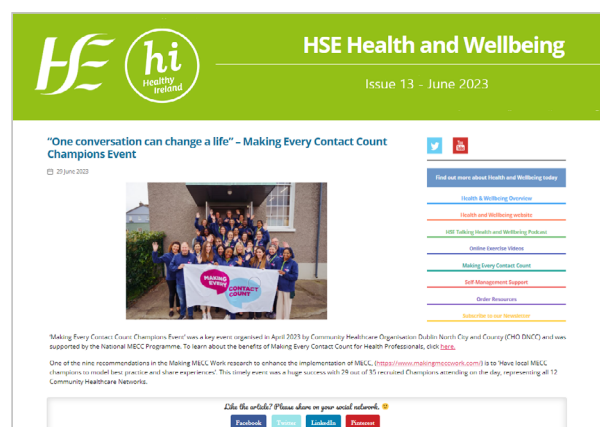 HSE
hi
Healthy
Ireland
HSE Health and Wellbeing
Issue 13 - June 2023
“One conversation can change a life” – Making Every Contact Count
Champions Event
29 June 2023
MAKING
EVERY
CONTACT
COUNT
You
Tube
Find out more about Health and Wellbeing today
Health & Wellbeing Overview
Health and Wellbeing website
HSE Talking Health and Wellbeing Podcast
Online Exercise Videos
Making Every Contact Count
Self Management Support
Order Resources
Subscribe to our Newsletter
'Making Every Contact Count Champions Event' was a key event organised in April 2023 by Community Healthcare Organisation Dublin North City and County (CHO DNCC) and was
supported by the National MECC Programme. To learn about the benefits of Making Every Contact Count for Health Professionals, click here.
One of the nine recommendations in the Making MECC Work research to enhance the implementation of MECC, (https://www.makingmeccwork.com/) is to 'Have local MECC
champions to model best practice and share experiences'. This timely event was a huge success with 29 out of 35 recruited Champions attending on the day, representing all 12
Community Healthcare Networks.
Like the article? Please share on your social network.
Facebook Twitter LinkedIn Pinterest